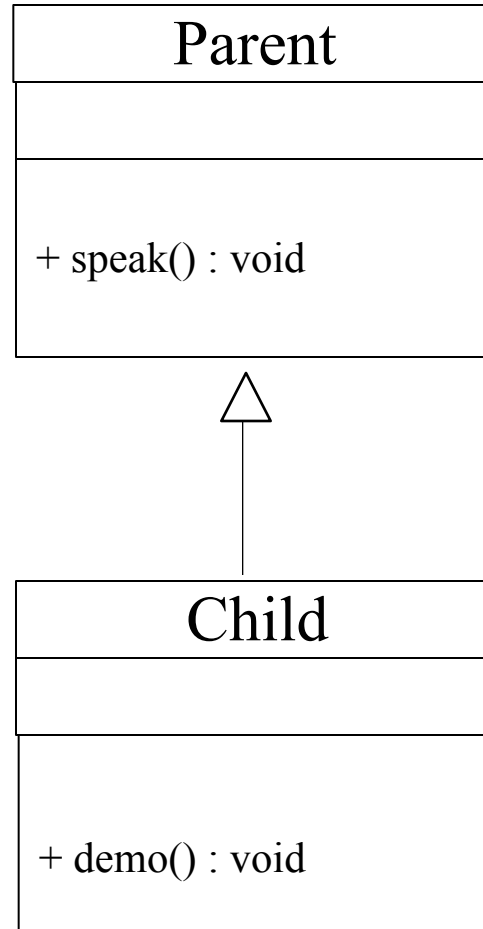 Parent
+ speak() : void
Child
+ demo() : void